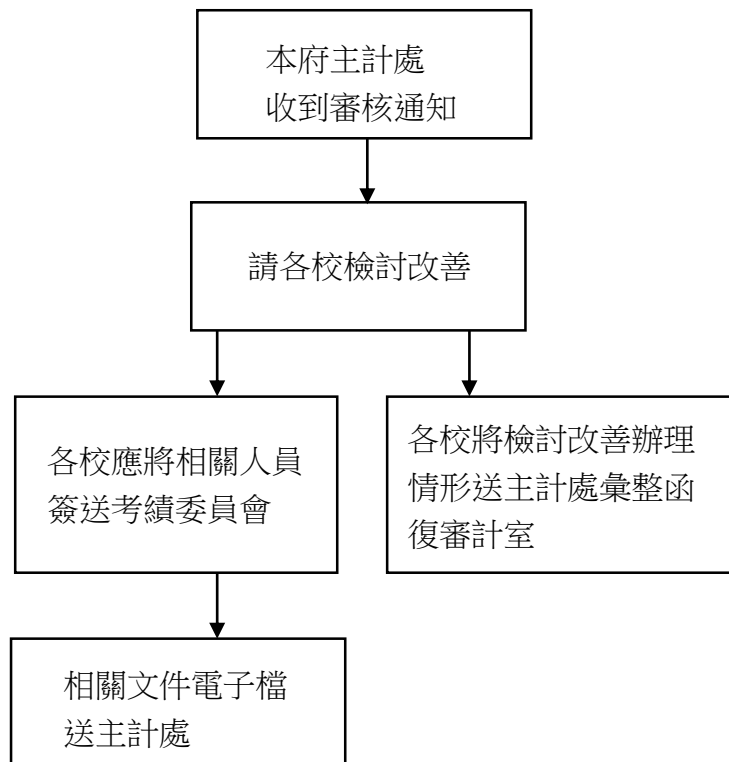 本府主計處
收到審核通知
請各校檢討改善
各校應將相關人員
簽送考績委員會
各校將檢討改善辦理
情形送主計處彙整函
復審計室
相關文件電子檔
送主計處